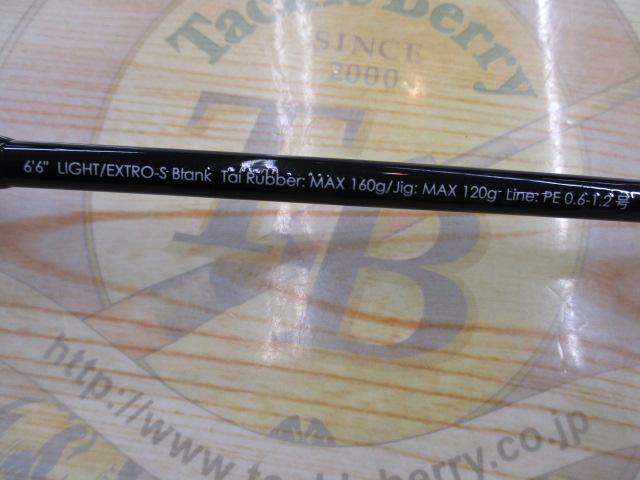 Tackle Berry
SINCE
2000
TB
6'6" LIGHT/EXTRO-S Blank Tai Rubber: MAX 160g/Jig: MAX 120g Line: PE 0.6-1.2号
http://www.tackleberry.co.jp